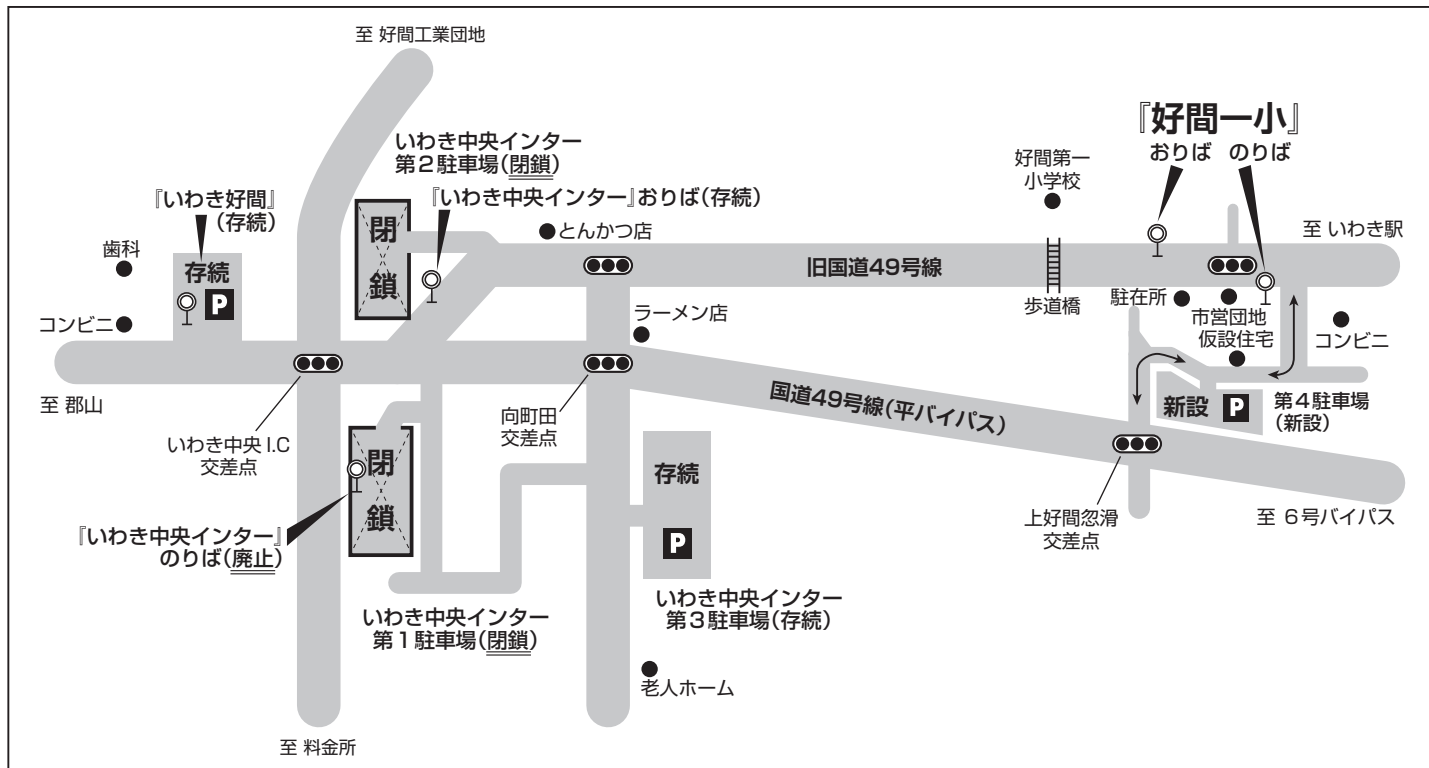 至 好間工業団地
いわき中央インター
第2駐車場(閉鎖)
『いわき中央インター』おりば(存続)
『いわき好間』
(存続)
歯科
存続
P
コンビニ
閉
鎖
とんかつ店
旧国道49号線
好間第一
小学校
歩道橋
『好間一小』
おりば
のりば
至 いわき駅
駐在所
市営団地
仮設住宅
コンビニ
ラーメン店
至 郡山
いわき中央I.C
交差点
向町田
交差点
国道49号線(平バイパス)
新設
P
第4駐車場
(新設)
閉
鎖
存続
P
上好間忽滑
交差点
至 6号バイパス
『いわき中央インター』
のりば(廃止)
いわき中央インター
第1駐車場(閉鎖)
いわき中央インター
第3駐車場(存続)
老人ホーム
至 料金所